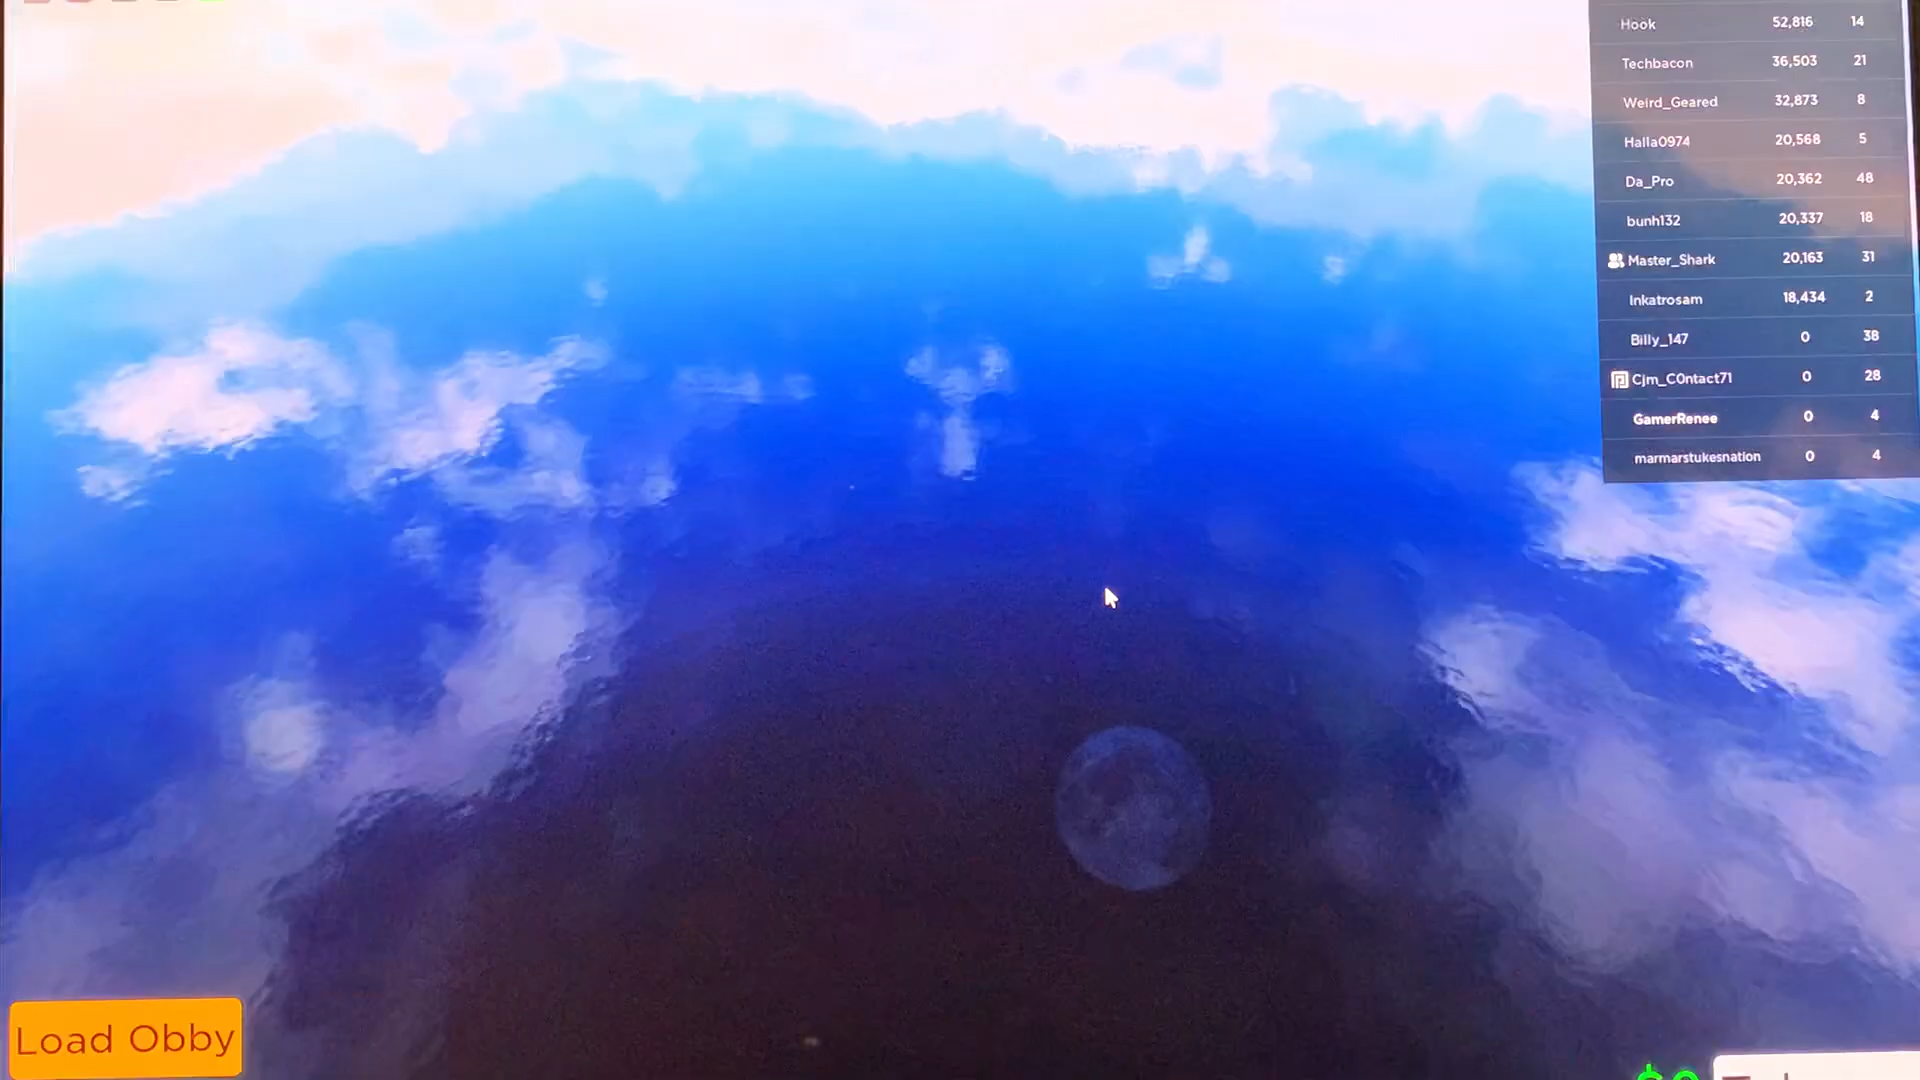 Hook 52,816 14
Techbacon 36,503 21
Weird_Geared 32,873 8
Halla0974 20,568 5
Da_Pro 20,362 48
bunh132 20,337 18
Master_Shark 20,163 31
Inkatrosam 18,434 2
Billy_147 0 38
Cjm_C0ntact71 0 28
GamerRenee 0 4
marmarstukesnation 0 4
Load Obby